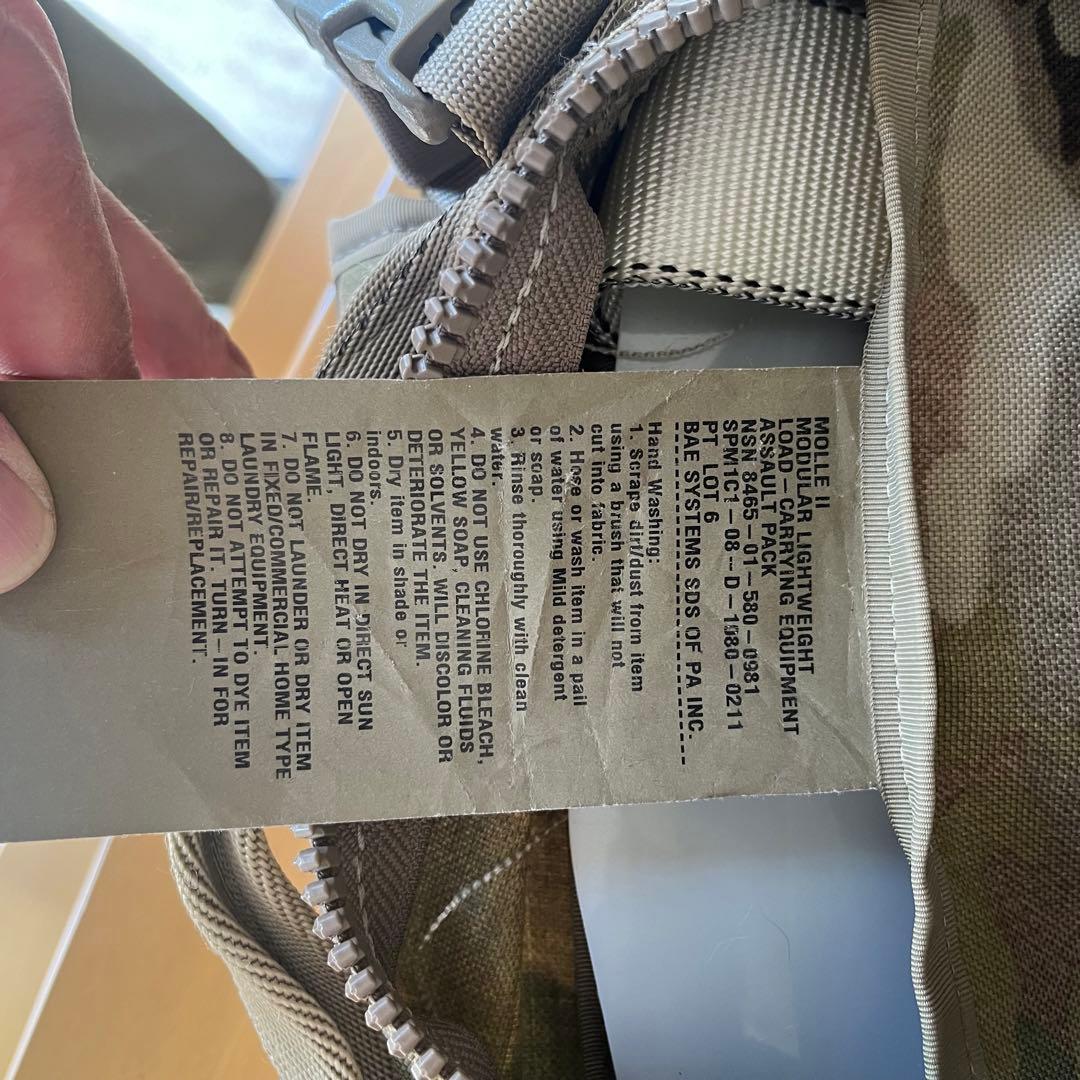 MOLLE II
MODULAR LIGHTWEIGHT
LOAD-CARRYING EQUIPMENT
ASSAULT PACK
NSN 8465-01-580-0981
SPM1C1-08-D-1080-0211
PT LOT 6
BAE SYSTEMS SDS OF PA INC.
--------------------------
Hand Washing:
1. Scrape dirt/dust from item
using a brush that will not
cut into fabric.
2. Hose or wash item in a pail
of water using Mild detergent
or soap.
3. Rinse thoroughly with clean
water.
4. DO NOT USE CHLORINE BLEACH,
YELLOW SOAP, CLEANING FLUIDS
OR SOLVENTS. WILL DISCOLOR OR
DETERIORATE THE ITEM.
5. Dry item in shade or
indoors.
6. DO NOT DRY IN DIRECT SUN
LIGHT, DIRECT HEAT OR OPEN
FLAME.
7. DO NOT LAUNDER OR DRY ITEM
IN FIXED/COMMERCIAL HOME TYPE
LAUNDRY EQUIPMENT.
8. DO NOT ATTEMPT TO DYE ITEM
OR REPAIR IT. TURN-IN FOR
REPAIR/REPLACEMENT.